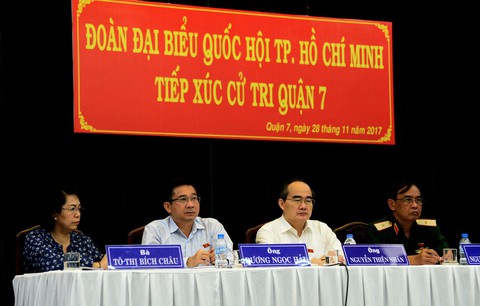 ĐOÀN ĐẠI BIỂU QUỐC HỘI TP. HỒ CHÍ MINH
TIẾP XÚC CỬ TRI QUẬN 7
Quận 7, ngày 28 tháng 11 năm 2017
Bà
TÔ THỊ BÍCH CHÂU
Ông
DƯƠNG NGỌC HẢI
Ông
NGUYỄN THIỆN NHÂN